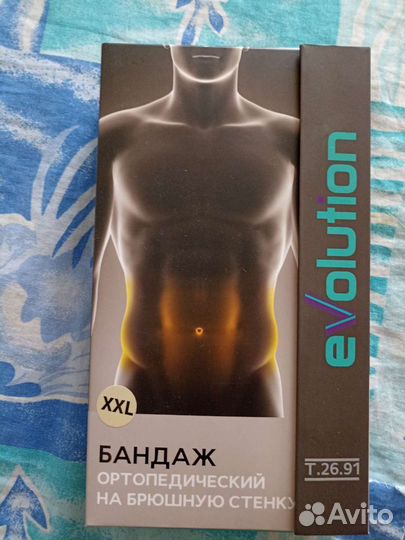 evolution
XXL
БАНДАЖ
ОРТОПЕДИЧЕСКИЙ
НА БРЮШНУЮ СТЕНКУ
Т.26.91
Avito